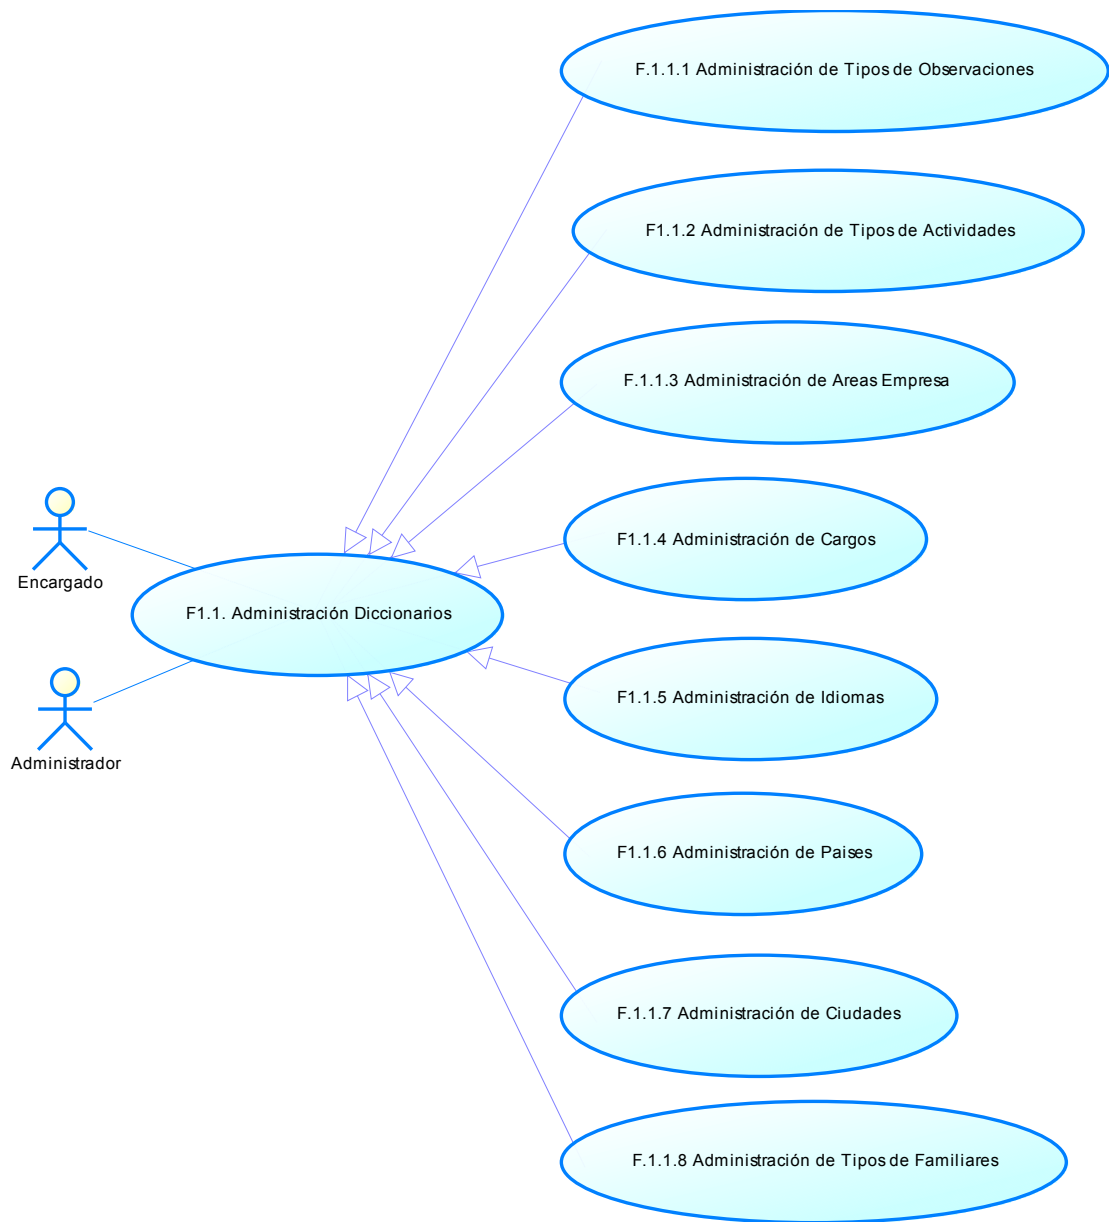 F.1.1.1 Administración de Tipos de Observaciones
F1.1.2 Administración de Tipos de Actividades
F.1.1.3 Administración de Areas Empresa
F1.1.4 Administración de Cargos
Encargado
F1.1. Administración Diccionarios
F1.1.5 Administración de Idiomas
Administrador
F1.1.6 Administración de Paises
F.1.1.7 Administración de Ciudades
F.1.1.8 Administración de Tipos de Familiares